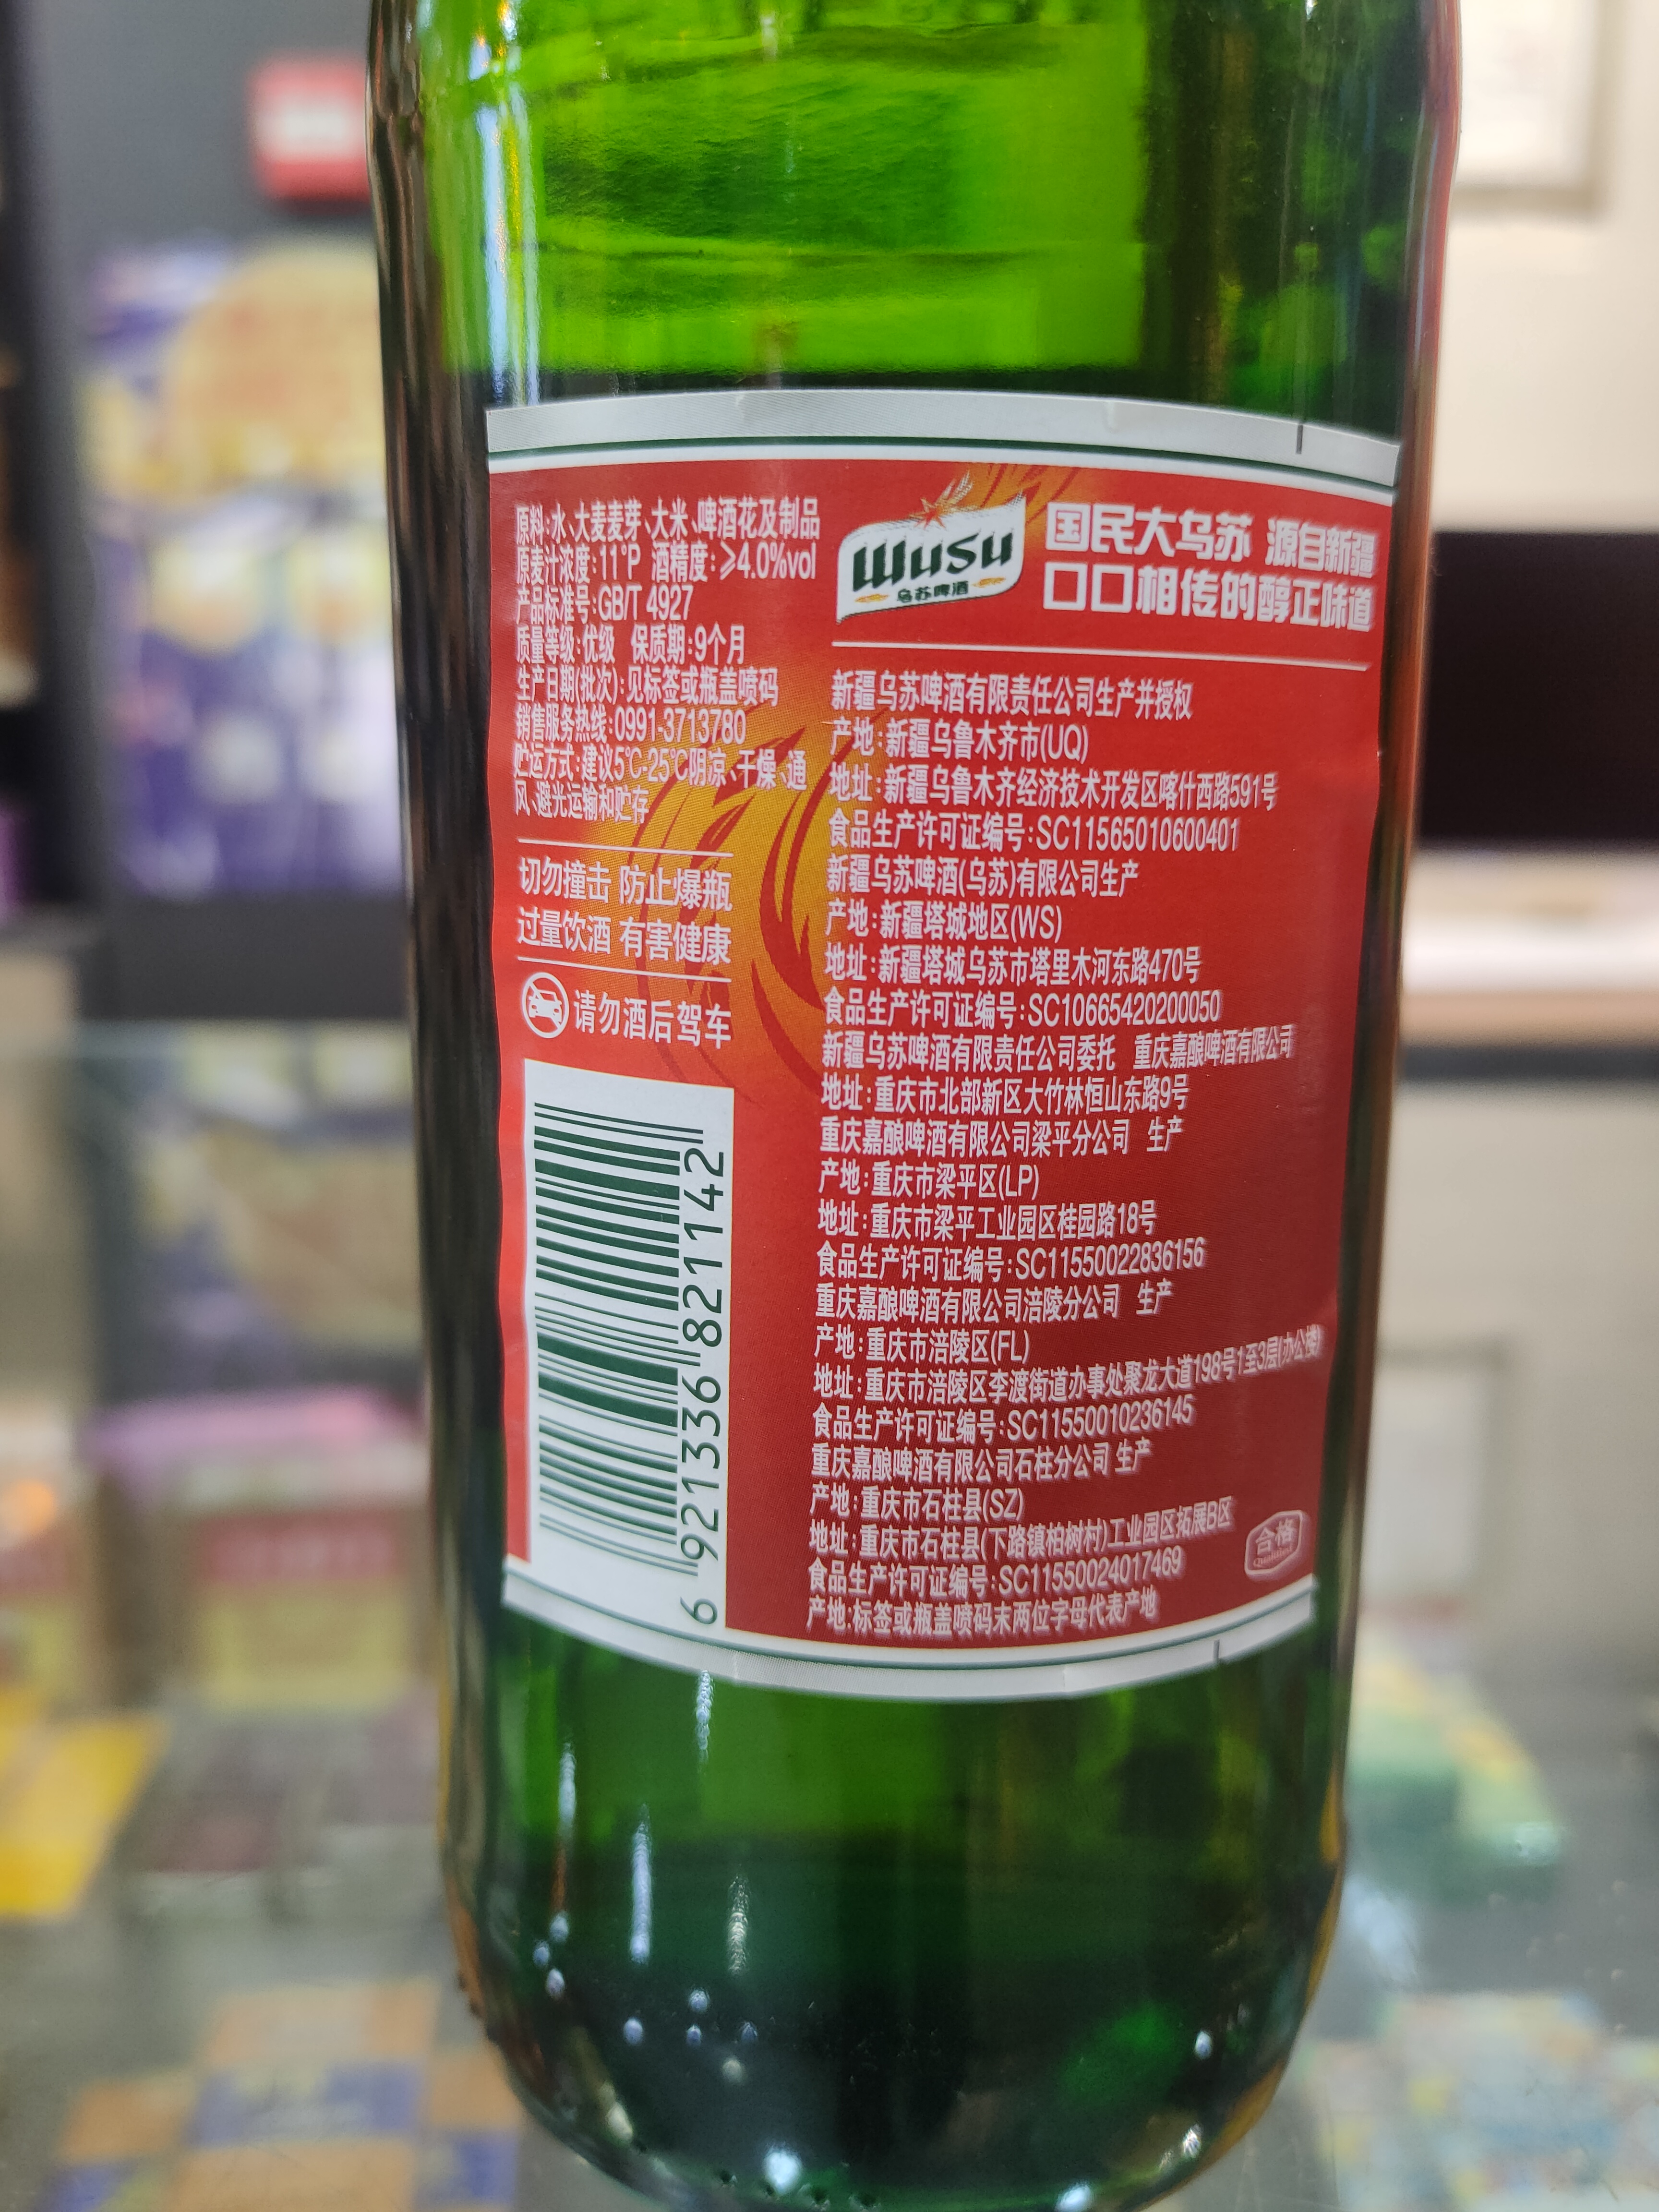 原料:水、大麦麦芽、大米、啤酒花及制品
原麦汁浓度:11°P 酒精度:≥4.0%vol
产品标准号:GB/T 4927
质量等级:优级 保质期:9个月
生产日期(批次):见标签或瓶盖喷码
销售服务热线:0991-3713780
贮运方式:建议5℃-25℃阴凉、干燥、通
风、避光运输和贮存
切勿撞击 防止爆瓶
过量饮酒 有害健康
请勿酒后驾车
6 921336 821142
WUSU
乌苏啤酒
国民大乌苏 源自新疆
口口相传的醇正味道
新疆乌苏啤酒有限责任公司生产并授权
产地:新疆乌鲁木齐市(UQ)
地址:新疆乌鲁木齐经济技术开发区喀什西路591号
食品生产许可证编号:SC11565010600401
新疆乌苏啤酒(乌苏)有限公司生产
产地:新疆塔城地区(WS)
地址:新疆塔城乌苏市塔里木河东路470号
食品生产许可证编号:SC10665420200050
新疆乌苏啤酒有限责任公司委托 重庆嘉酿啤酒有限公司
地址:重庆市北部新区大竹林恒山东路9号
重庆嘉酿啤酒有限公司梁平分公司 生产
产地:重庆市梁平区(LP)
地址:重庆市梁平工业园区桂园路18号
食品生产许可证编号:SC11550022836156
重庆嘉酿啤酒有限公司涪陵分公司 生产
产地:重庆市涪陵区(FL)
地址:重庆市涪陵区李渡街道办事处聚龙大道198号1至3层(办公楼)
食品生产许可证编号:SC11550010236145
重庆嘉酿啤酒有限公司石柱分公司 生产
产地:重庆市石柱县(SZ)
地址:重庆市石柱县(下路镇柏树村)工业园区拓展B区
食品生产许可证编号:SC11550024017469
产地:标签或瓶盖喷码末两位字母代表产地
合格
Qualified